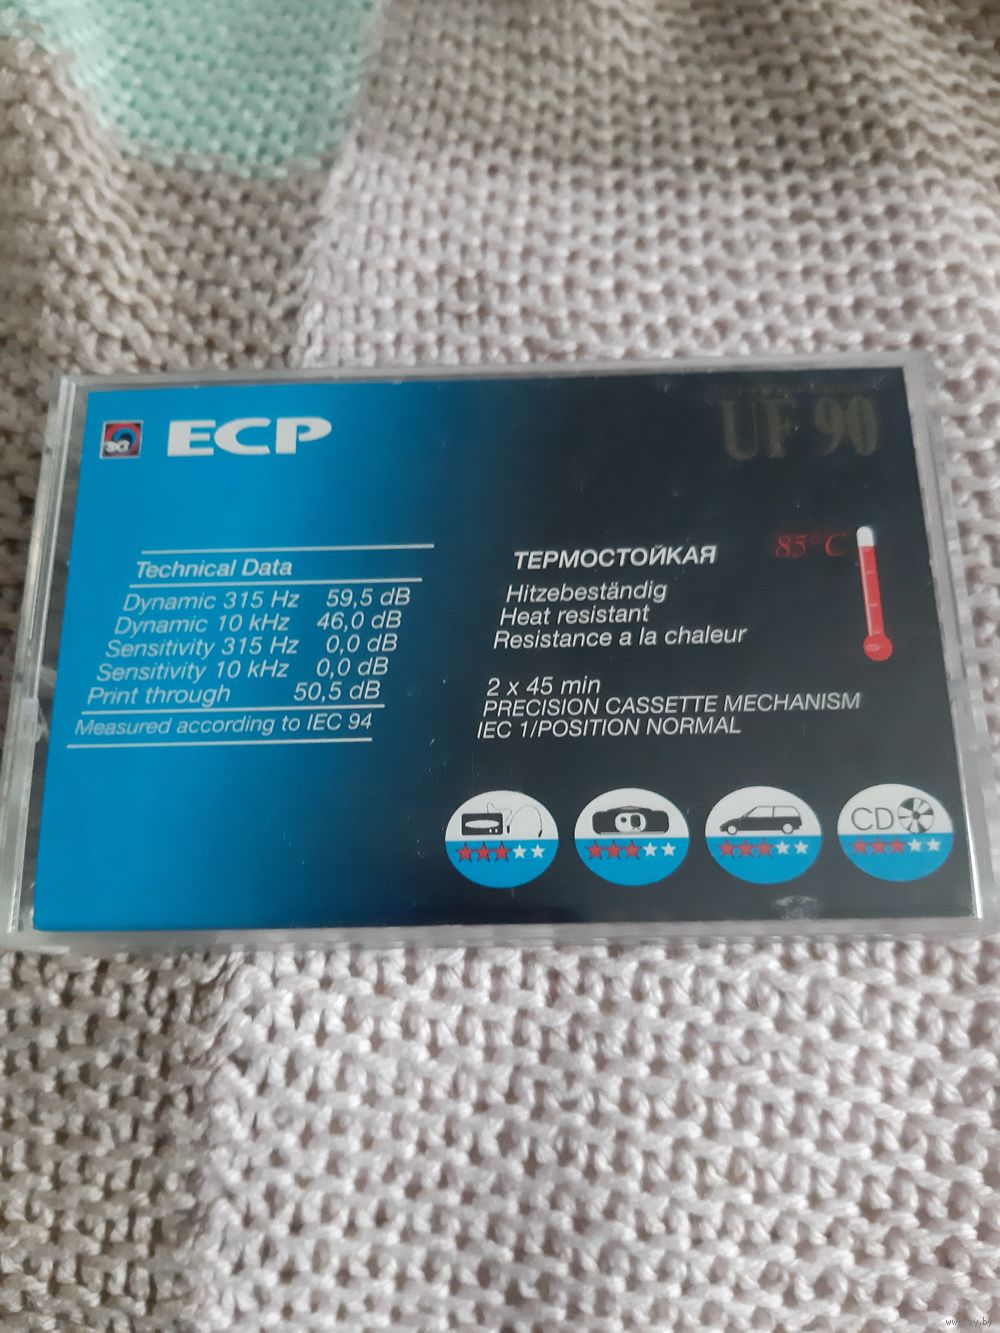 ECP
UF 90
Technical Data
Dynamic 315 Hz 59,5 dB
Dynamic 10 kHz 46,0 dB
Sensitivity 315 Hz 0,0 dB
Sensitivity 10 kHz 0,0 dB
Print through 50,5 dB
Measured according to IEC 94
ТЕРМОСТОЙКАЯ
85°C
Hitzebeständig
Heat resistant
Resistance a la chaleur
2 x 45 min
PRECISION CASSETTE MECHANISM
IEC 1/POSITION NORMAL
CD